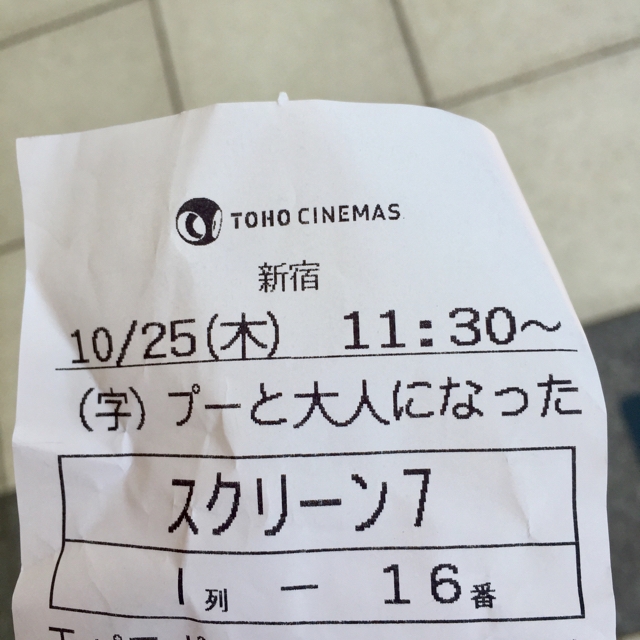 TOHO CINEMAS
新宿
10/25(木) 11:30～
(字) プーと大人になった
スクリーン7
I列 － 16番